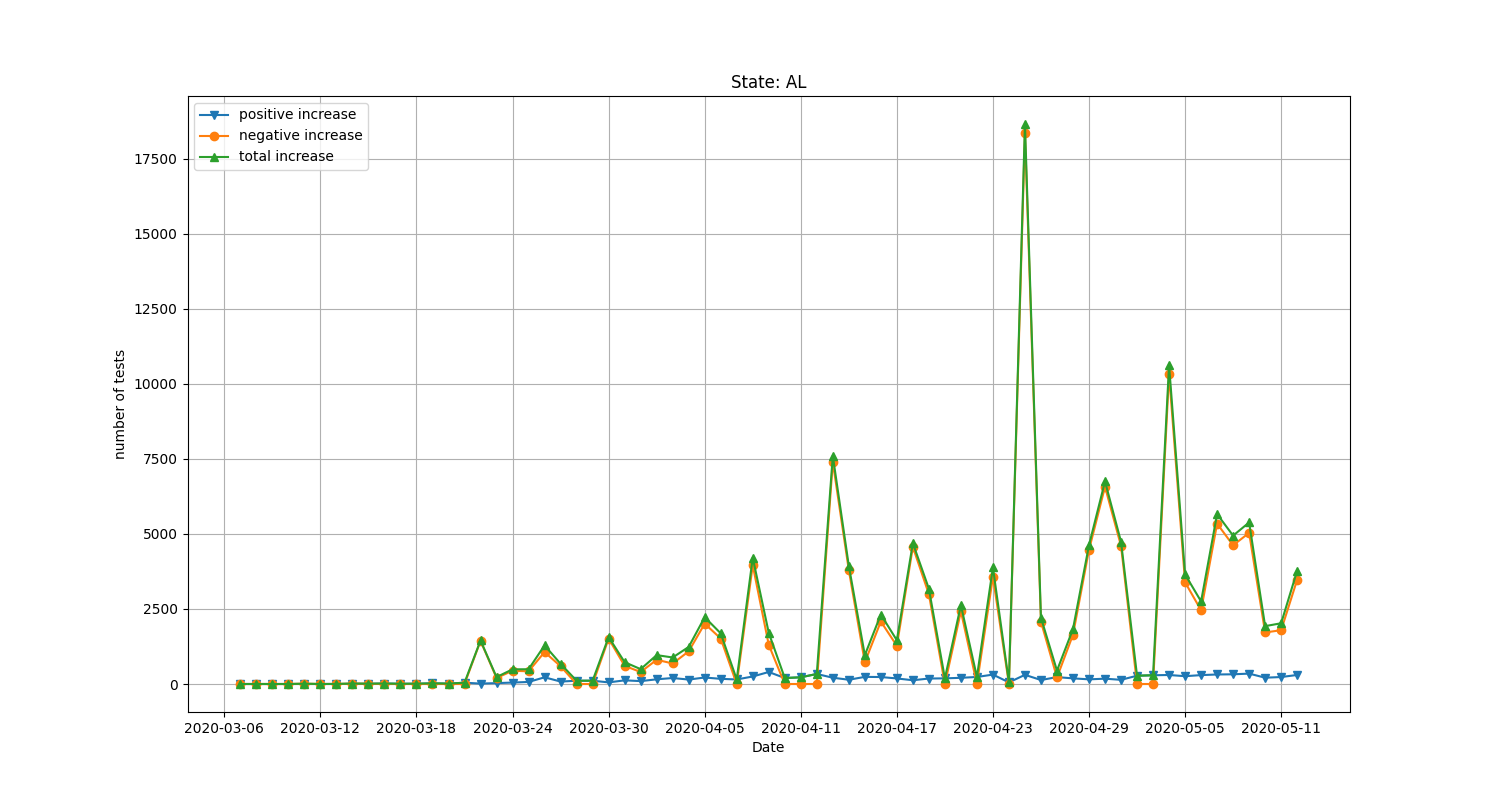 State: AL
positive increase
negative increase
total increase
17500
15000
12500
10000
7500
5000
2500
0
number of tests
2020-03-06 2020-03-12 2020-03-18 2020-03-24 2020-03-30 2020-04-05 2020-04-11 2020-04-17 2020-04-23 2020-04-29 2020-05-05 2020-05-11
Date